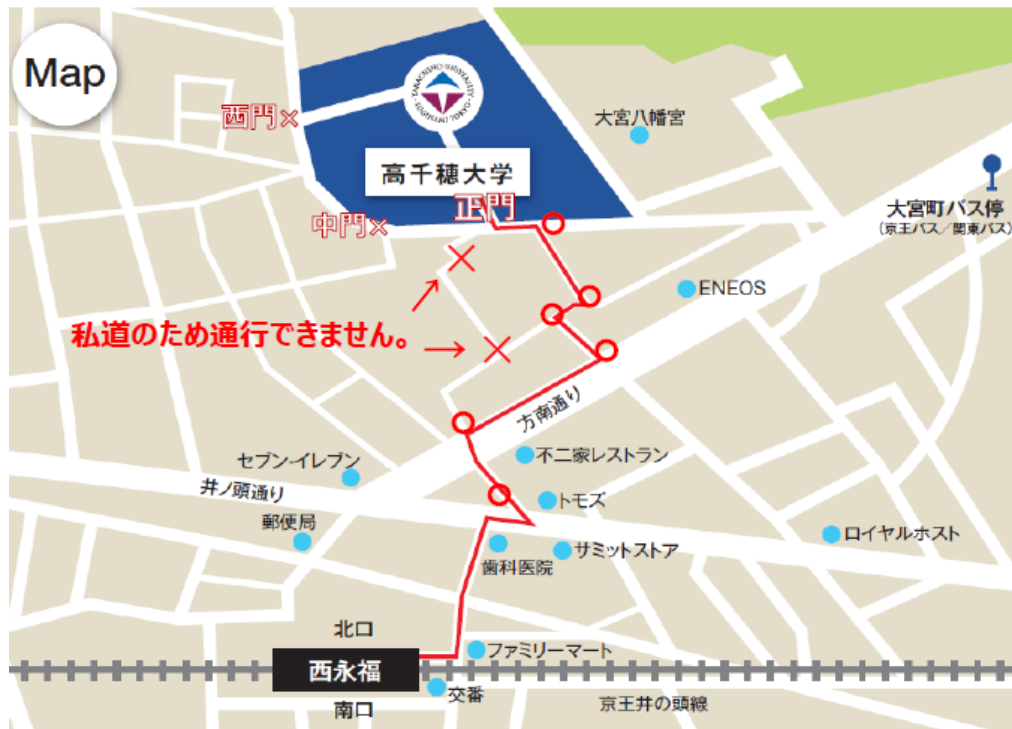 Map
TAKACHIHO UNIVERSITY
SUGINAMI TOKYO
西門×
大宮八幡宮
高千穂大学
正門
中門×
大宮町バス停
(京王バス/関東バス)
ENEOS
私道のため通行できません。
方南通り
不二家レストラン
セブン-イレブン
井ノ頭通り
トモズ
郵便局
ロイヤルホスト
サミットストア
歯科医院
北口
ファミリーマート
西永福
交番
京王井の頭線
南口